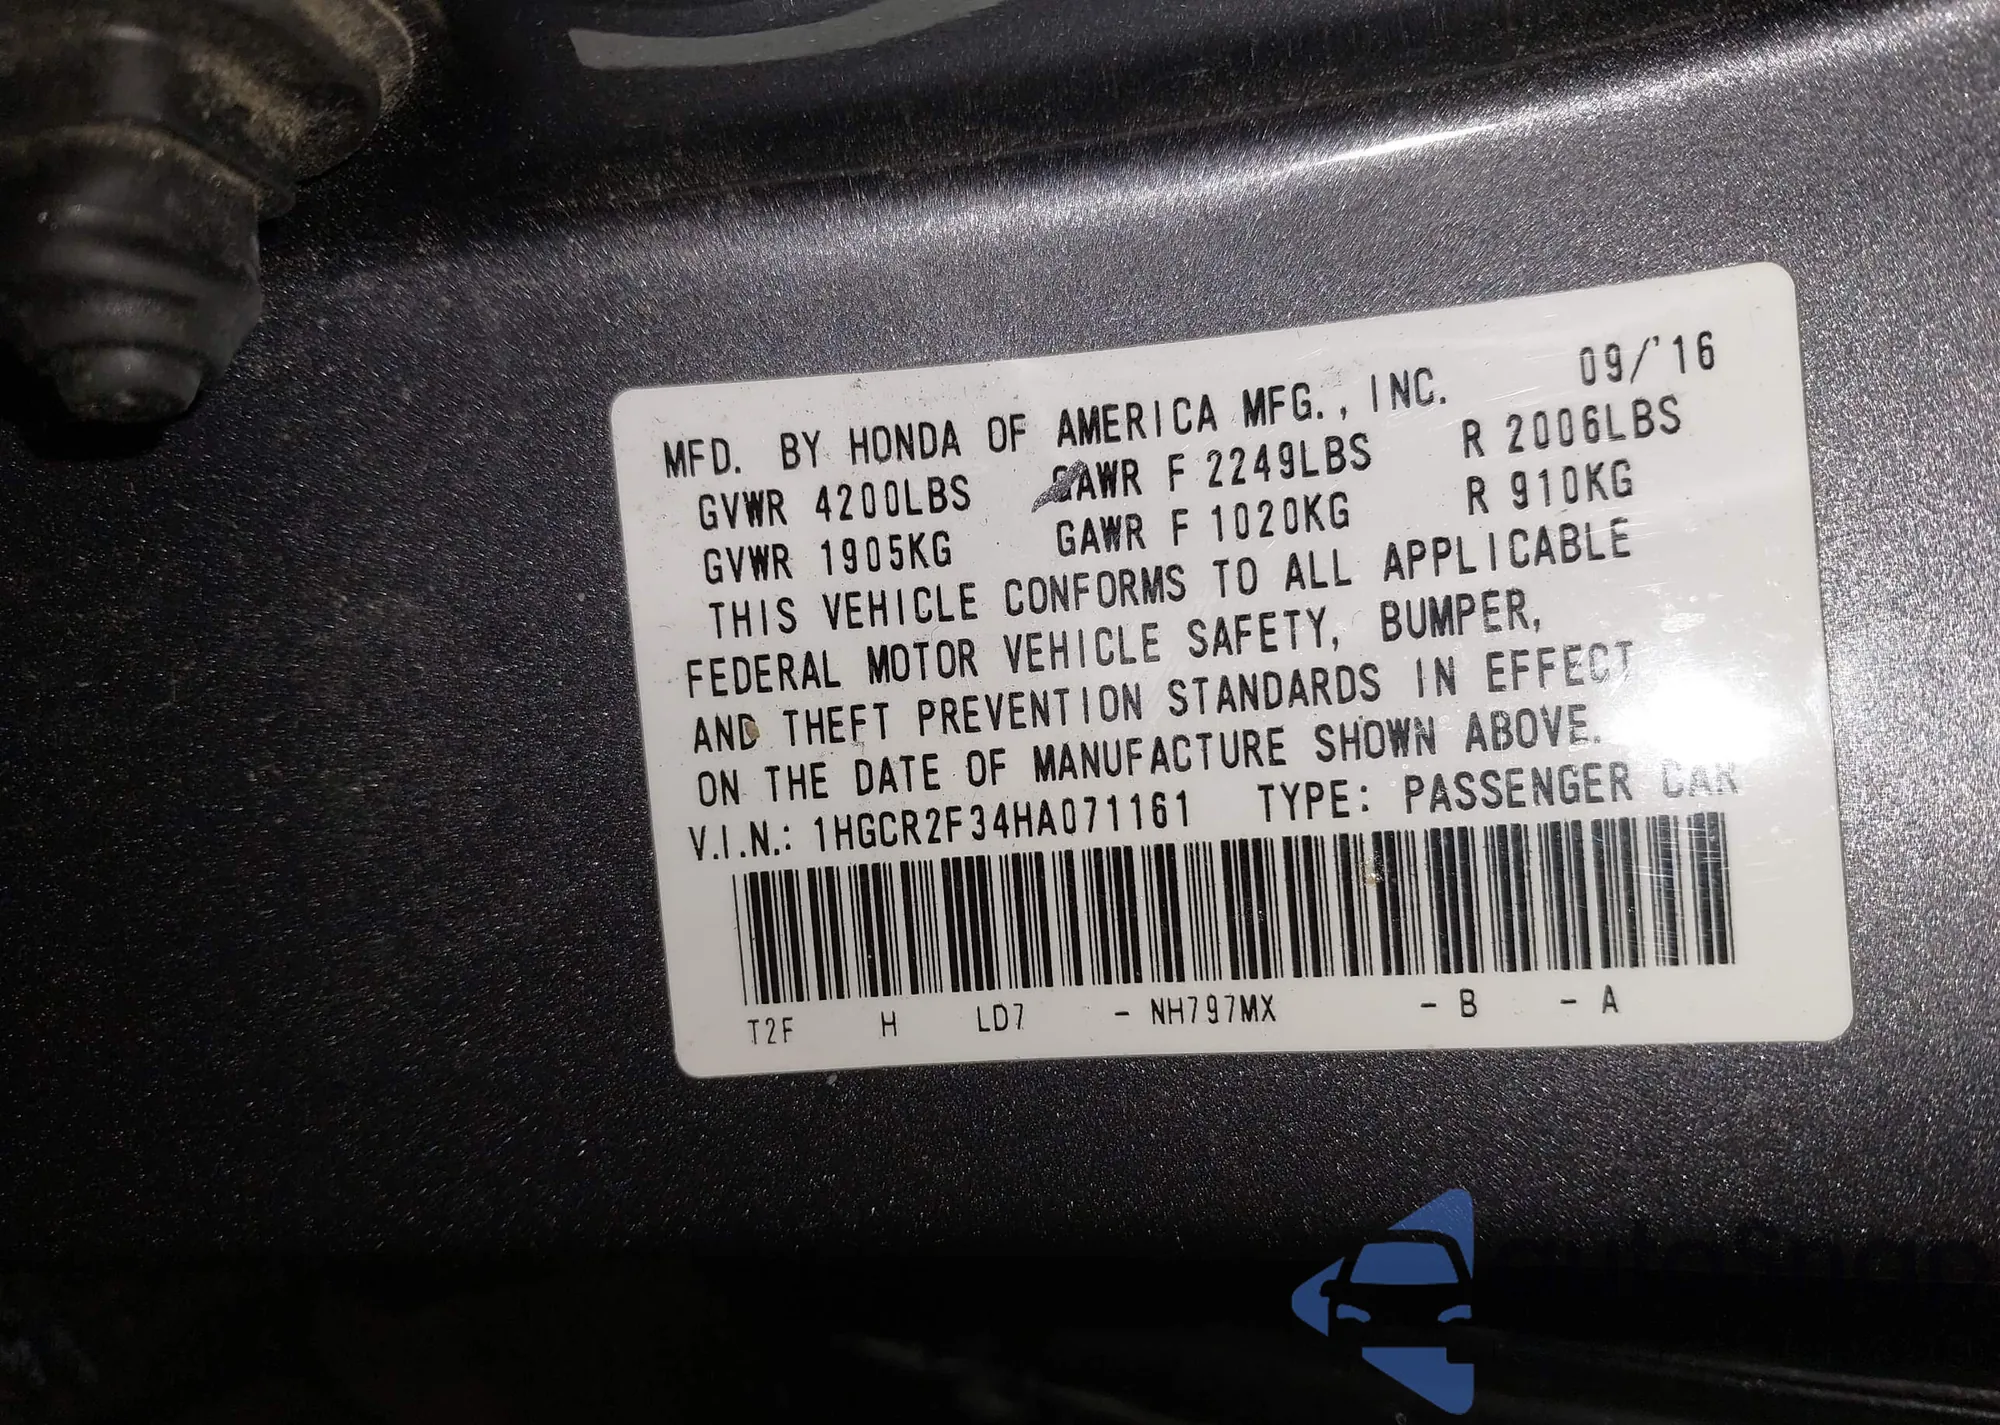 MFD. BY HONDA OF AMERICA MFG., INC. 09/'16
GVWR 4200LBS GAWR F 2249LBS R 2006LBS
GVWR 1905KG GAWR F 1020KG R 910KG
THIS VEHICLE CONFORMS TO ALL APPLICABLE
FEDERAL MOTOR VEHICLE SAFETY, BUMPER,
AND THEFT PREVENTION STANDARDS IN EFFECT
ON THE DATE OF MANUFACTURE SHOWN ABOVE.
V.I.N.: 1HGCR2F34HA071161 TYPE: PASSENGER CAR
T2F H LD7 - NH797MX - B - A